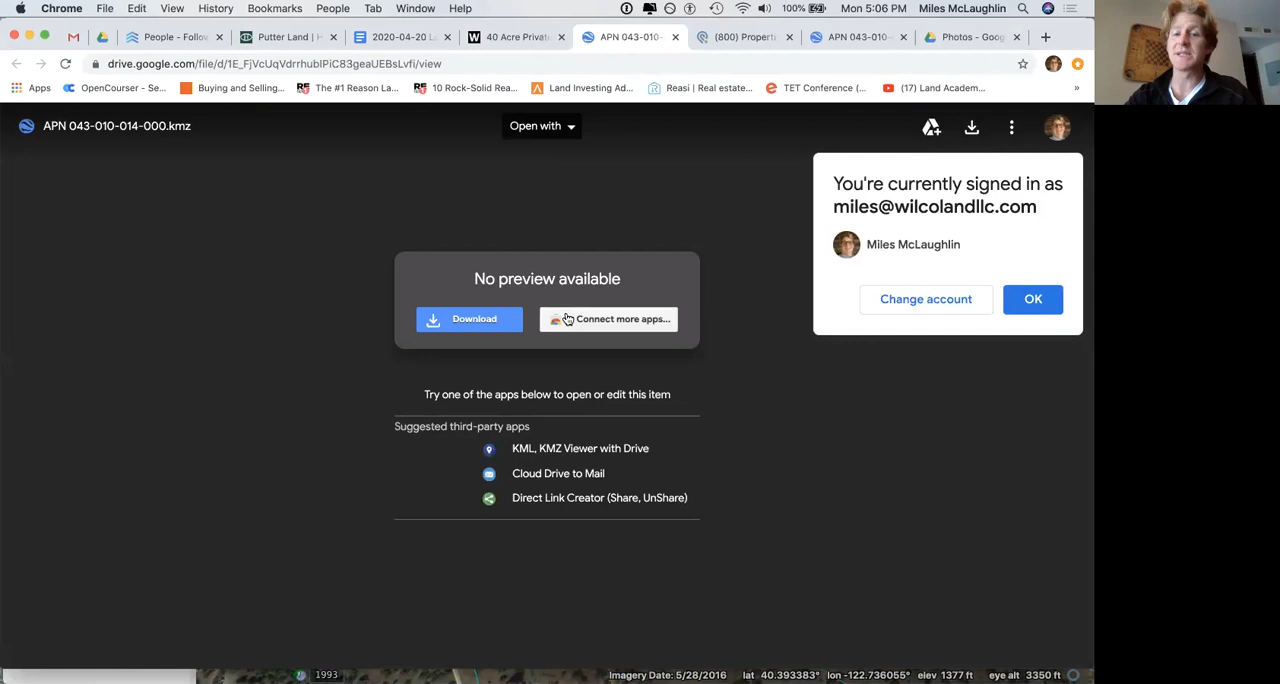 Chrome File Edit View History Bookmarks People Tab Window Help 100% Mon 5:06 PM Miles McLaughlin
People - Follow Putter Land | H 2020-04-20 L 40 Acre Private APN 043-010- (800) Properti APN 043-010- Photos - Goog
drive.google.com/file/d/1E_FjVcUqVdrrhublPiC83geaUEBsLvfi/view
Apps OpenCourser - Se... Buying and Selling... The #1 Reason La... 10 Rock-Solid Rea... Land Investing Ad... Reasi | Real estate... TET Conference (... (17) Land Academ... »
APN 043-010-014-000.kmz
Open with
You're currently signed in as
miles@wilcolandllc.com
Miles McLaughlin
Change account OK
No preview available
Download Connect more apps...
Try one of the apps below to open or edit this item
Suggested third-party apps
KML, KMZ Viewer with Drive
Cloud Drive to Mail
Direct Link Creator (Share, UnShare)
1993 Imagery Date: 5/28/2016 lat 40.393383° lon -122.736055° elev 1377 ft eye alt 3350 ft